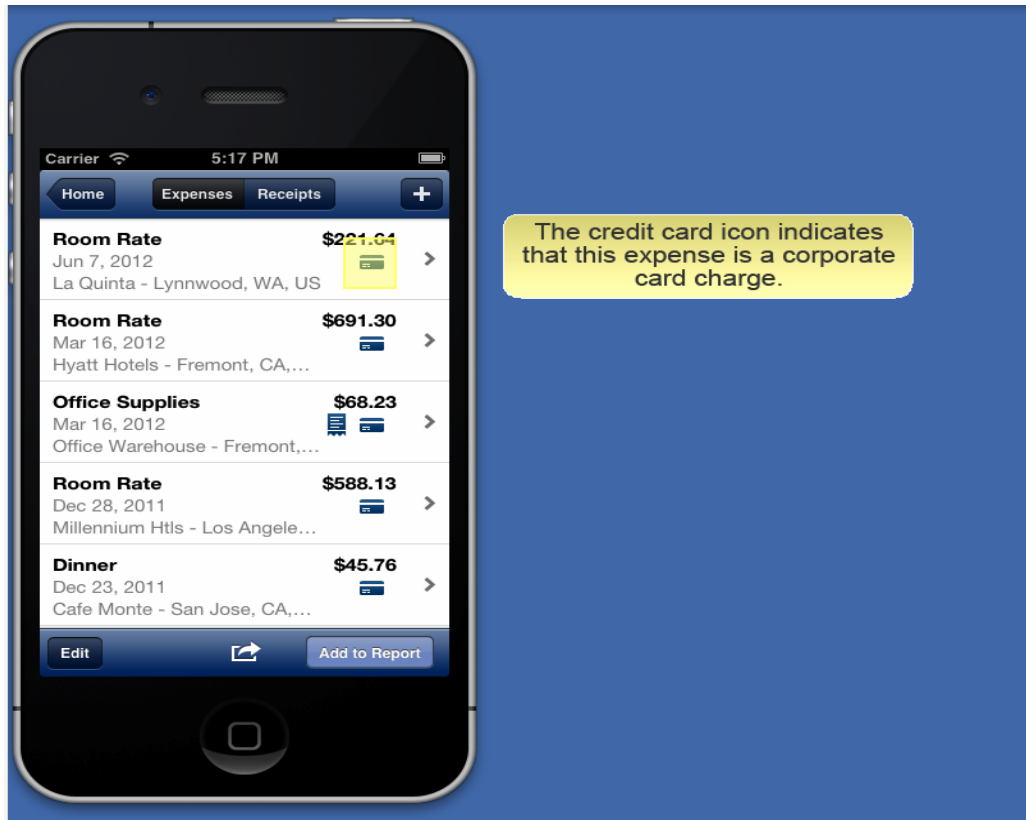 Carrier 5:17 PM
Home Expenses Receipts +
Room Rate $221.64
Jun 7, 2012
La Quinta - Lynnwood, WA, US
Room Rate $691.30
Mar 16, 2012
Hyatt Hotels - Fremont, CA,...
Office Supplies $68.23
Mar 16, 2012
Office Warehouse - Fremont,...
Room Rate $588.13
Dec 28, 2011
Millennium Htls - Los Angele...
Dinner $45.76
Dec 23, 2011
Cafe Monte - San Jose, CA,...
Edit Add to Report
The credit card icon indicates
that this expense is a corporate
card charge.